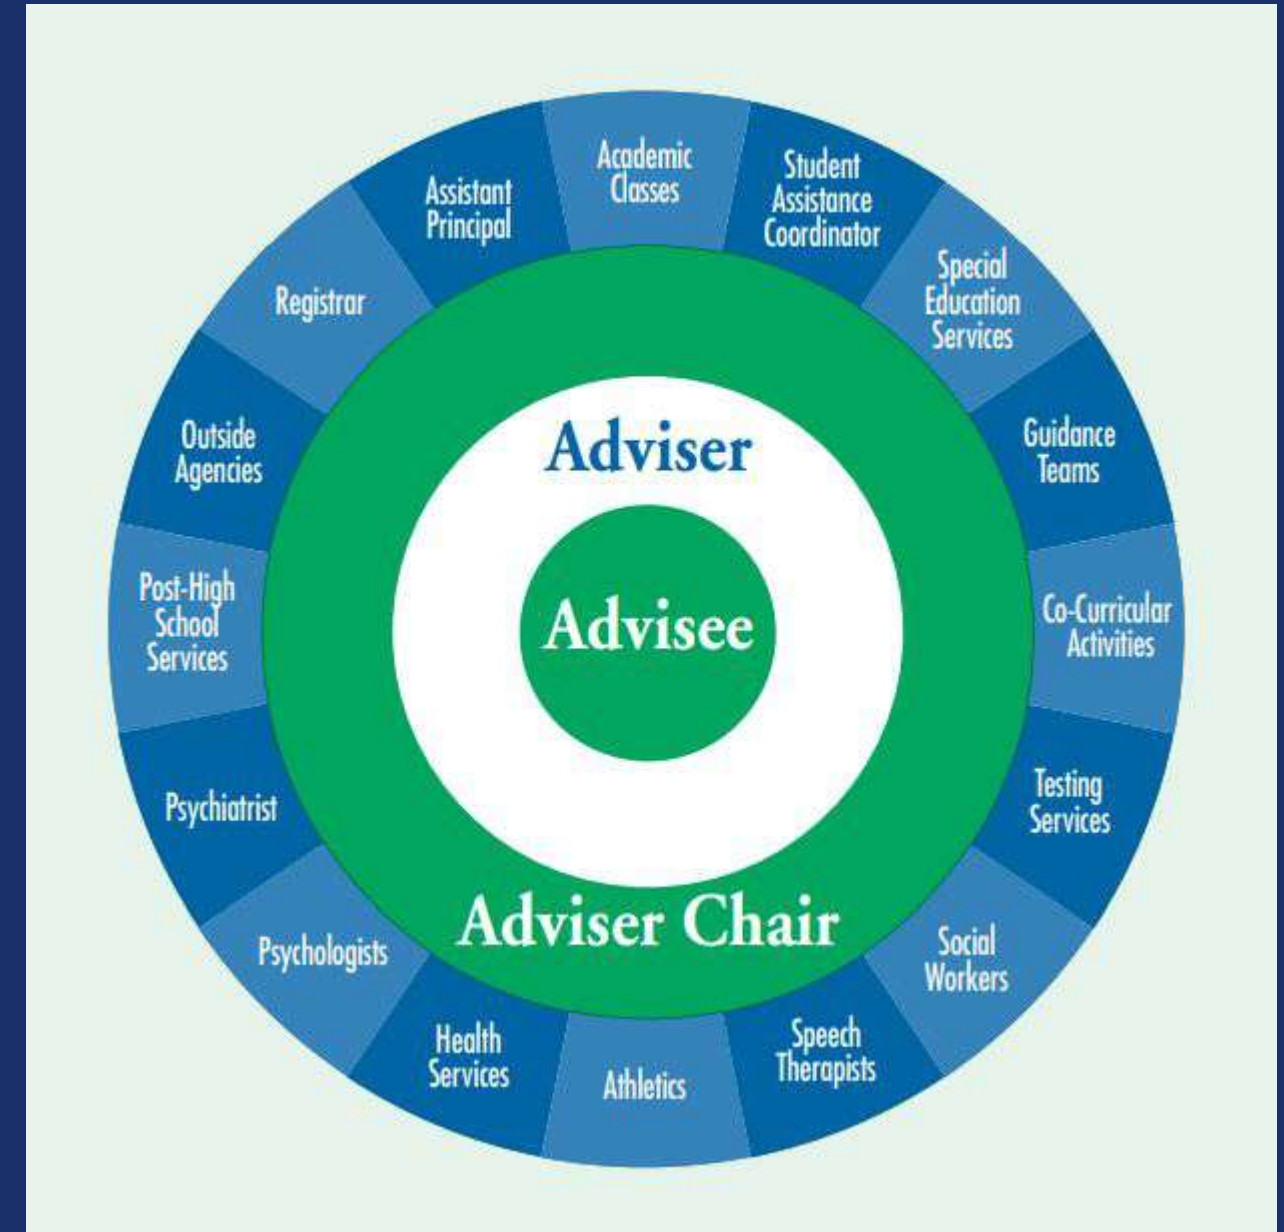 Academic
Classes
Student
Assistance
Coordinator
Special
Education
Services
Guidance
Teams
Co-Curricular
Activities
Testing
Services
Social
Workers
Speech
Therapists
Athletics
Health
Services
Psychologists
Psychiatrist
Post-High
School
Services
Outside
Agencies
Registrar
Assistant
Principal
Adviser
Advisee
Adviser Chair